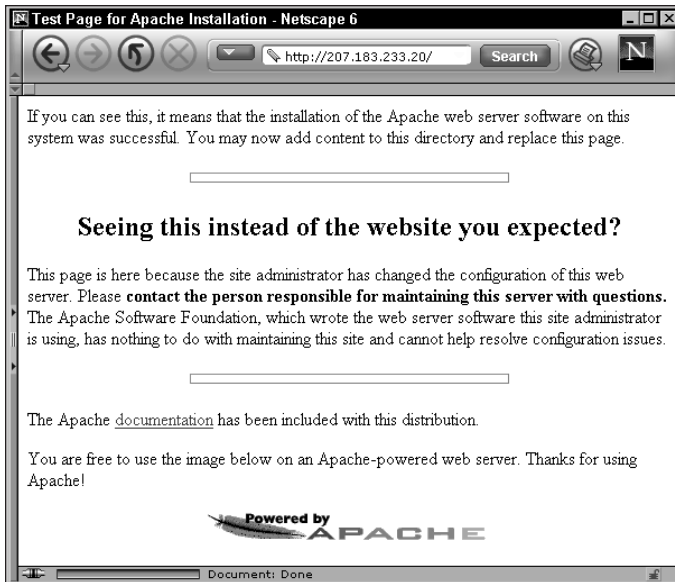 Test Page for Apache Installation - Netscape 6
http://207.183.233.20/
Search
N
If you can see this, it means that the installation of the Apache web server software on this
system was successful. You may now add content to this directory and replace this page.
Seeing this instead of the website you expected?
This page is here because the site administrator has changed the configuration of this web
server. Please contact the person responsible for maintaining this server with questions.
The Apache Software Foundation, which wrote the web server software this site administrator
is using, has nothing to do with maintaining this site and cannot help resolve configuration issues.
The Apache documentation has been included with this distribution.
You are free to use the image below on an Apache-powered web server. Thanks for using
Apache!
Powered by
APACHE
Document: Done